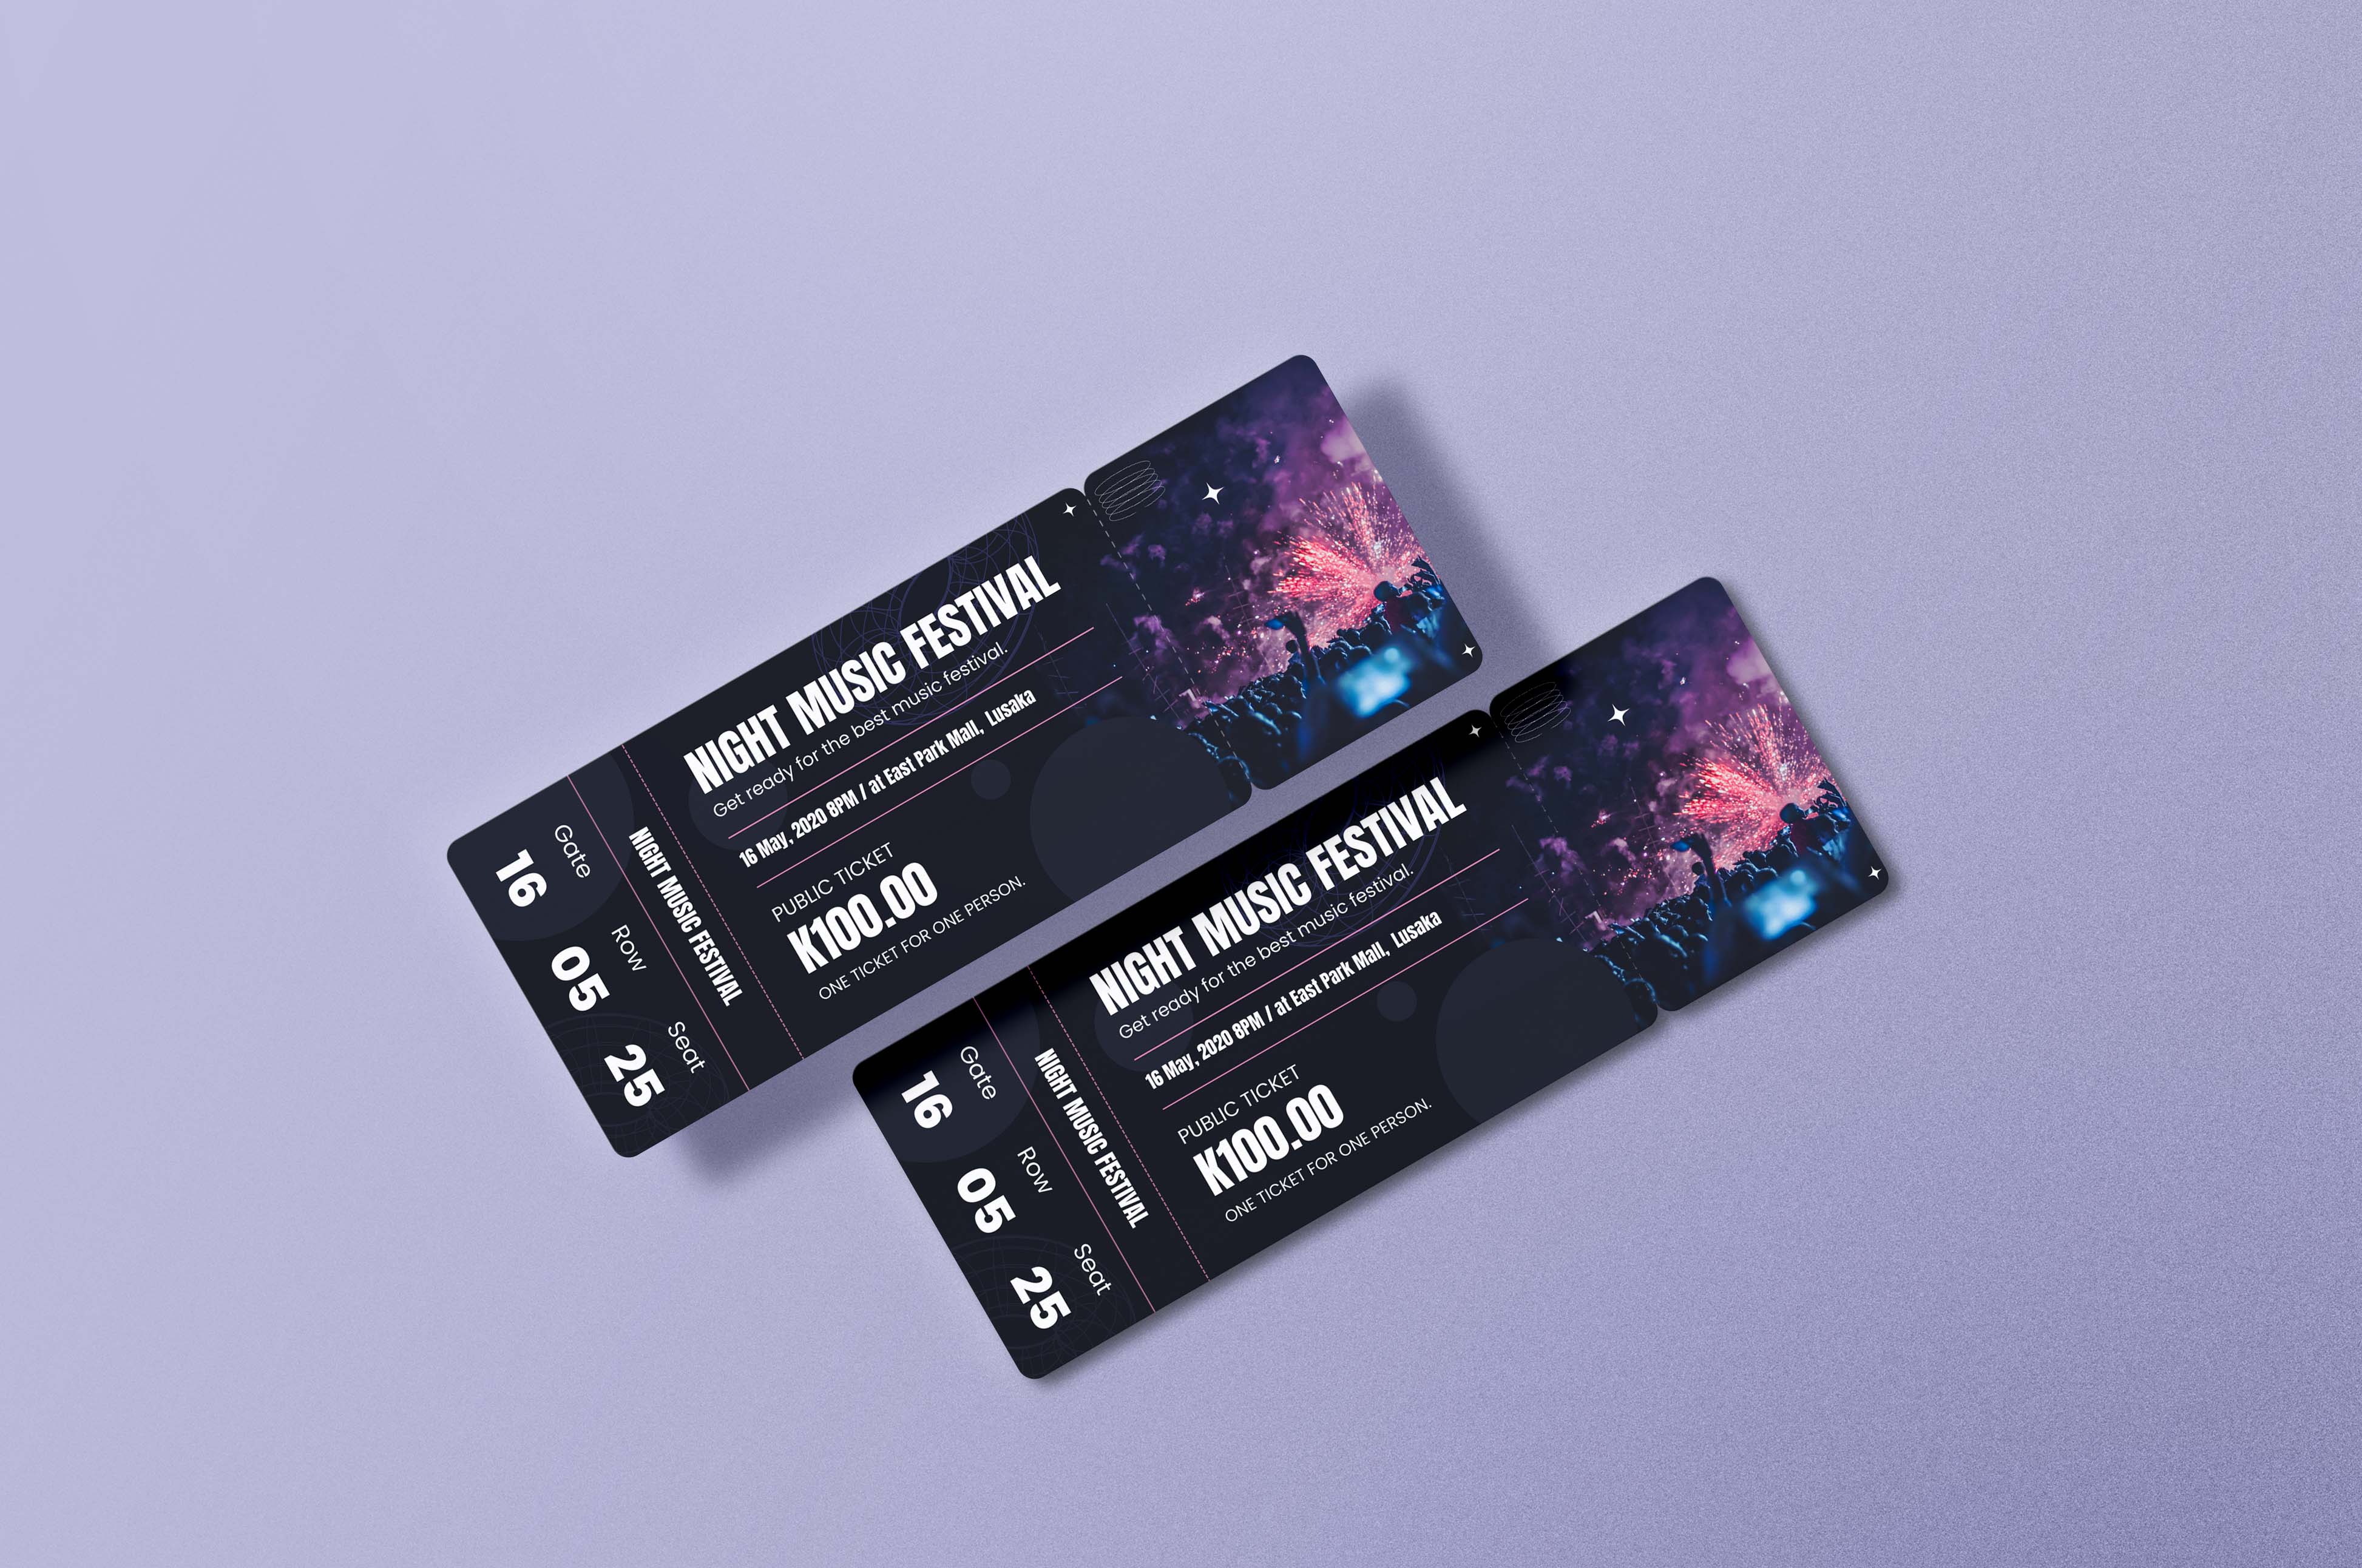 NIGHT MUSIC FESTIVAL
Get ready for the best music festival.
16 May, 2020 8PM / at East Park Mall, Lusaka
PUBLIC TICKET
K100.00
ONE TICKET FOR ONE PERSON.
NIGHT MUSIC FESTIVAL
Gate
16
Row
05
Seat
25
NIGHT MUSIC FESTIVAL
Get ready for the best music festival.
16 May, 2020 8PM / at East Park Mall, Lusaka
PUBLIC TICKET
K100.00
ONE TICKET FOR ONE PERSON.
NIGHT MUSIC FESTIVAL
Gate
16
Row
05
Seat
25